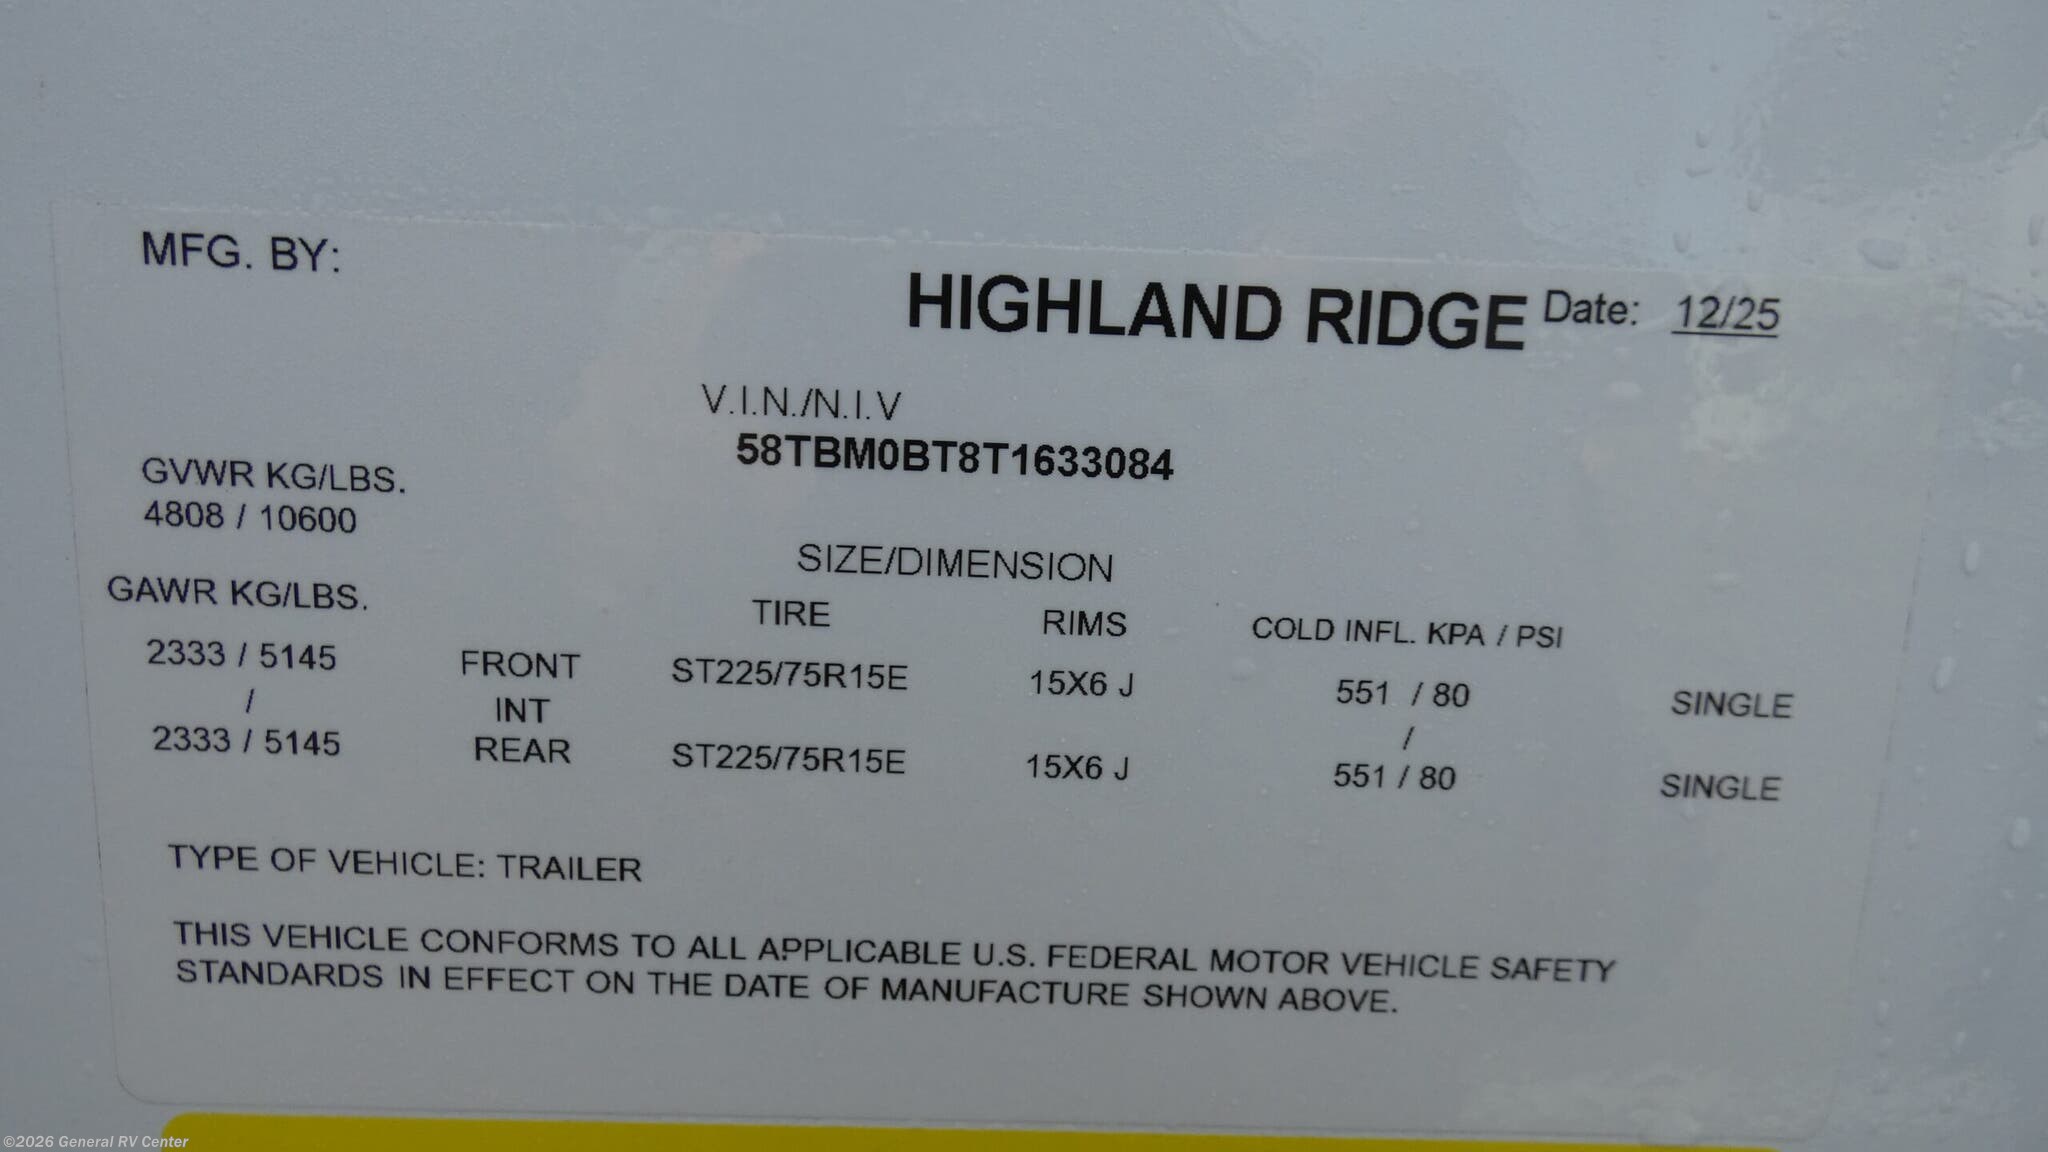 MFG. BY:
HIGHLAND RIDGE Date: 12/25
V.I.N./N.I.V
58TBM0BT8T1633084
GVWR KG/LBS.
4808 / 10600
SIZE/DIMENSION
GAWR KG/LBS. TIRE RIMS COLD INFL. KPA / PSI
2333 / 5145 FRONT ST225/75R15E 15X6 J 551 / 80 SINGLE
/ INT /
2333 / 5145 REAR ST225/75R15E 15X6 J 551 / 80 SINGLE
TYPE OF VEHICLE: TRAILER
THIS VEHICLE CONFORMS TO ALL APPLICABLE U.S. FEDERAL MOTOR VEHICLE SAFETY
STANDARDS IN EFFECT ON THE DATE OF MANUFACTURE SHOWN ABOVE.
©2026 General RV Center